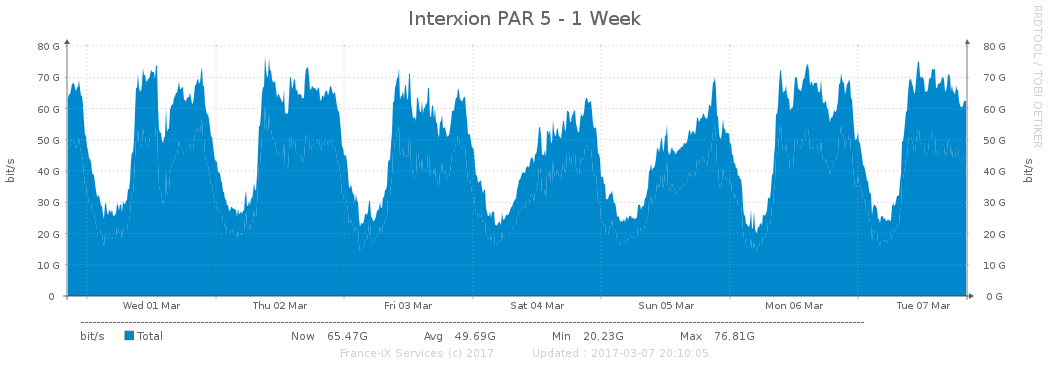 Interxion PAR 5 - 1 Week
RRDTOOL / TOBI OETIKER
bit/s
80 G 80 G
70 G 70 G
60 G 60 G
50 G 50 G
40 G 40 G
30 G 30 G
20 G 20 G
10 G 10 G
0 0 G
bit/s
Wed 01 Mar Thu 02 Mar Fri 03 Mar Sat 04 Mar Sun 05 Mar Mon 06 Mar Tue 07 Mar
bit/s Total Now 65.47G Avg 49.69G Min 20.23G Max 76.81G
France-IX Services (c) 2017 Updated : 2017-03-07 20:10:05